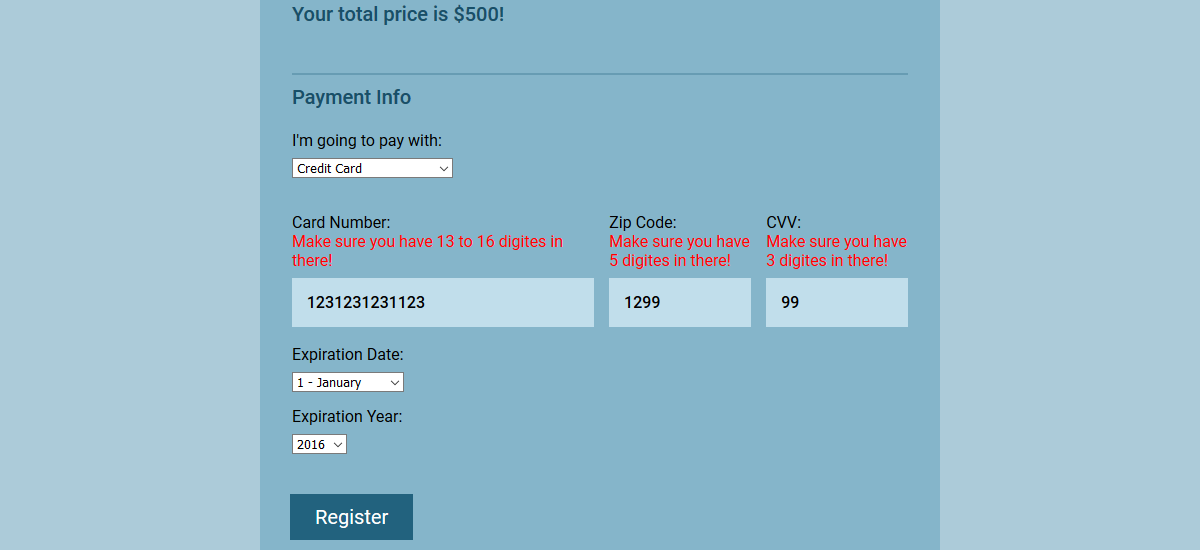 Your total price is $500!
Payment Info
I'm going to pay with:
Credit Card
Card Number:
Make sure you have 13 to 16 digites in
there!
1231231231123
Zip Code:
Make sure you have
5 digites in there!
1299
CVV:
Make sure you have
3 digites in there!
99
Expiration Date:
1 - January
Expiration Year:
2016
Register